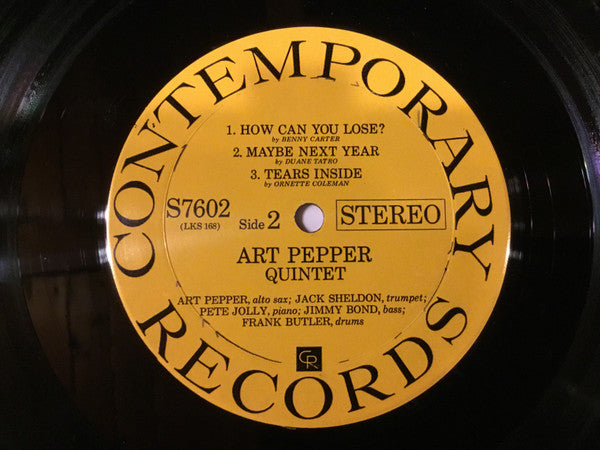 CONTEMPORARY
1. HOW CAN YOU LOSE?
by BENNY CARTER
2. MAYBE NEXT YEAR
by DUANE TATRO
3. TEARS INSIDE
by ORNETTE COLEMAN
S7602
(LKS 168)
Side 2
STEREO
ART PEPPER
QUINTET
ART PEPPER, alto sax; JACK SHELDON, trumpet;
PETE JOLLY, piano; JIMMY BOND, bass;
FRANK BUTLER, drums
CR
RECORDS